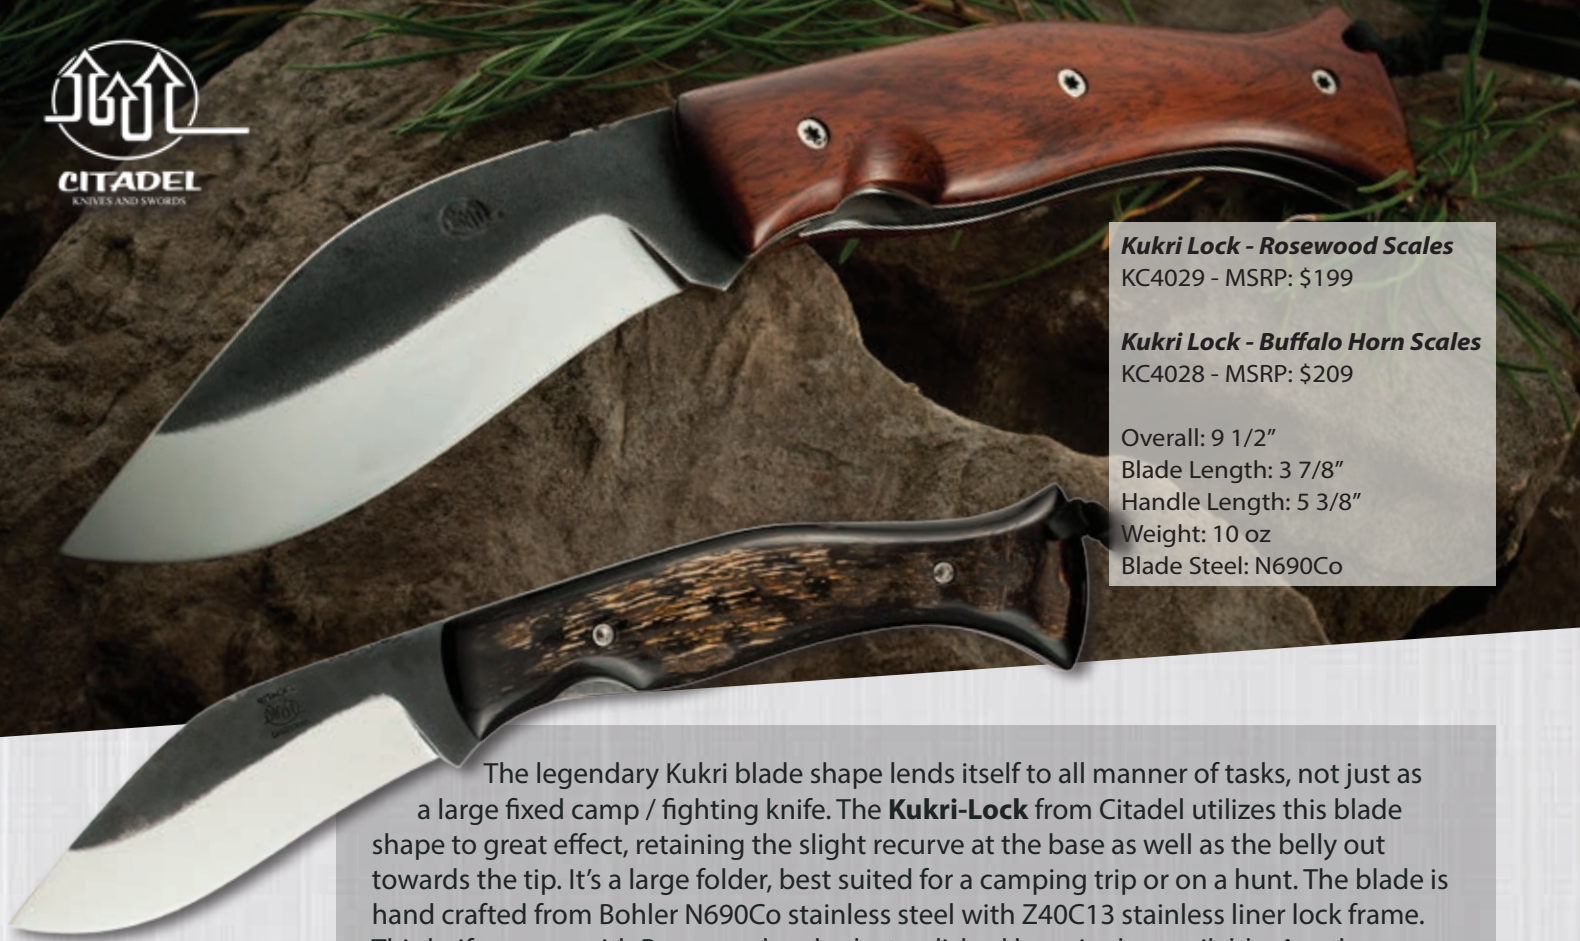 CITADEL
KNIVES AND SWORDS
Kukri Lock - Rosewood Scales
KC4029 - MSRP: $199
Kukri Lock - Buffalo Horn Scales
KC4028 - MSRP: $209
Overall: 9 1/2”
Blade Length: 3 7/8”
Handle Length: 5 3/8”
Weight: 10 oz
Blade Steel: N690Co
The legendary Kukri blade shape lends itself to all manner of tasks, not just as
a large fixed camp / fighting knife. The Kukri-Lock from Citadel utilizes this blade
shape to great effect, retaining the slight recurve at the base as well as the belly out
towards the tip. It’s a large folder, best suited for a camping trip or on a hunt. The blade is
hand crafted from Bohler N690Co stainless steel with Z40C13 stainless liner lock frame.